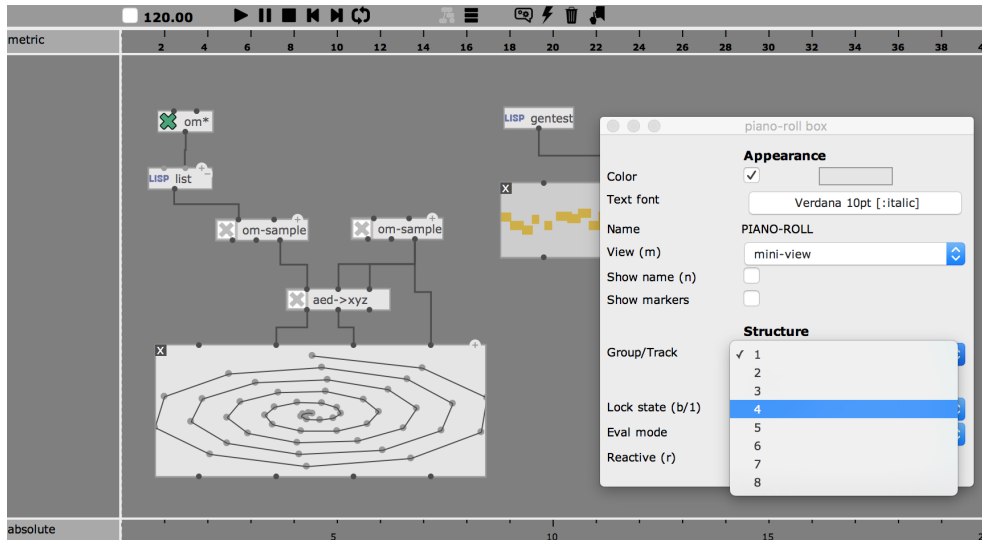 120.00
metric
2 4 6 8 10 12 14 16 18 20 22 24 26 28 30 32 34 36 38 4
om*
LISP gentest
piano-roll box
Appearance
LISP list
Color
X
Text font
Verdana 10pt [:italic]
om-sample
om-sample
Name
PIANO-ROLL
View (m)
mini-view
Show name (n)
aed->xyz
Show markers
Structure
X
Group/Track
✓ 1
2
3
Lock state (b/1)
4
Eval mode
5
6
Reactive (r)
7
8
absolute
5 10 15 2